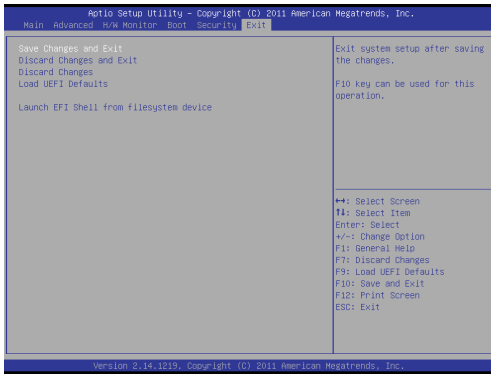 Aptio Setup Utility – Copyright (C) 2011 American Megatrends, Inc.
Main Advanced H/W Monitor Boot Security Exit
Save Changes and Exit
Discard Changes and Exit
Discard Changes
Load UEFI Defaults
Launch EFI Shell from filesystem device
Exit system setup after saving
the changes.
F10 key can be used for this
operation.
↔: Select Screen
↑↓: Select Item
Enter: Select
+/-: Change Option
F1: General Help
F7: Discard Changes
F9: Load UEFI Defaults
F10: Save and Exit
F12: Print Screen
ESC: Exit
Version 2.14.1219. Copyright (C) 2011 American Megatrends, Inc.